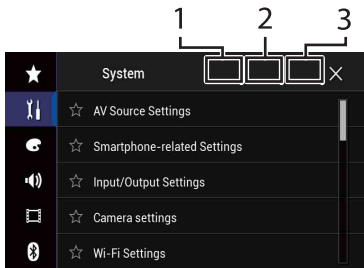 1 2 3
System
AV Source Settings
Smartphone-related Settings
Input/Output Settings
Camera settings
Wi-Fi Settings